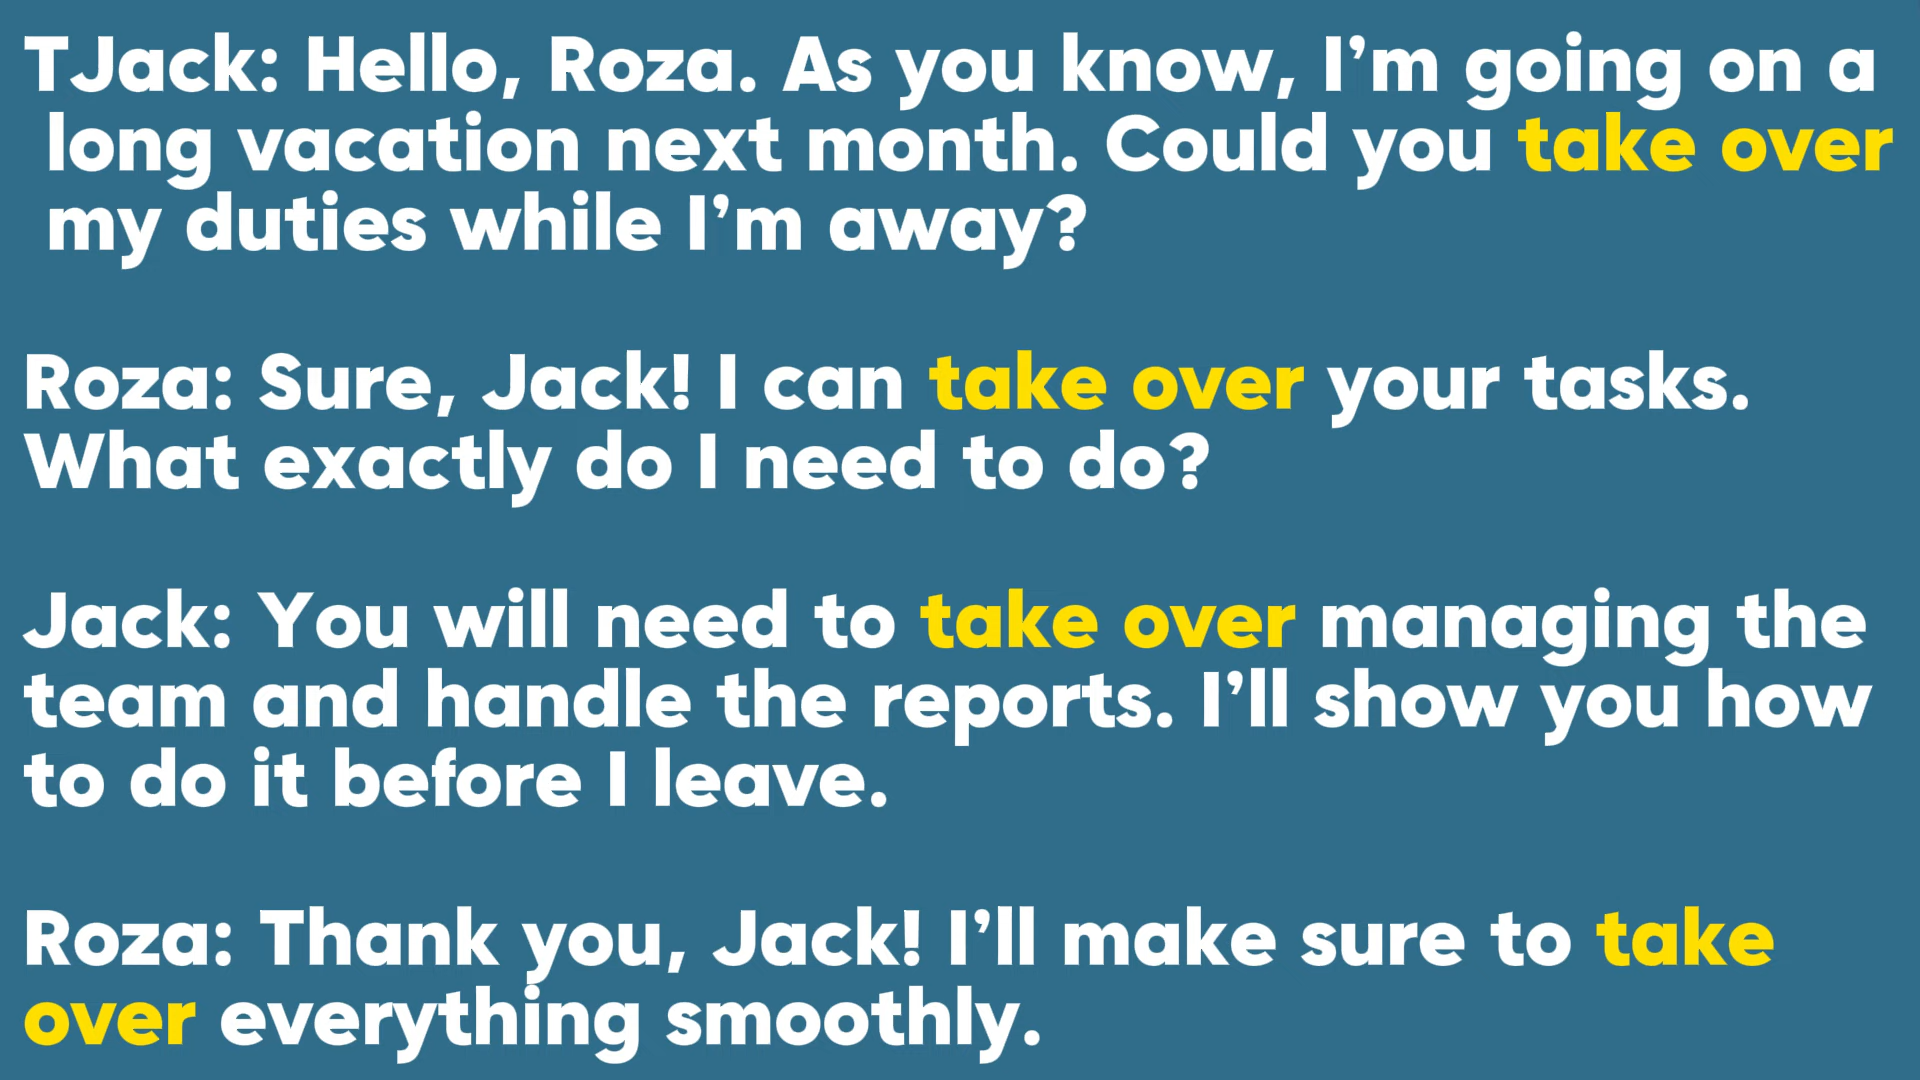 TJack: Hello, Roza. As you know, I’m going on a
long vacation next month. Could you take over
my duties while I’m away?
Roza: Sure, Jack! I can take over your tasks.
What exactly do I need to do?
Jack: You will need to take over managing the
team and handle the reports. I’ll show you how
to do it before I leave.
Roza: Thank you, Jack! I’ll make sure to take
over everything smoothly.